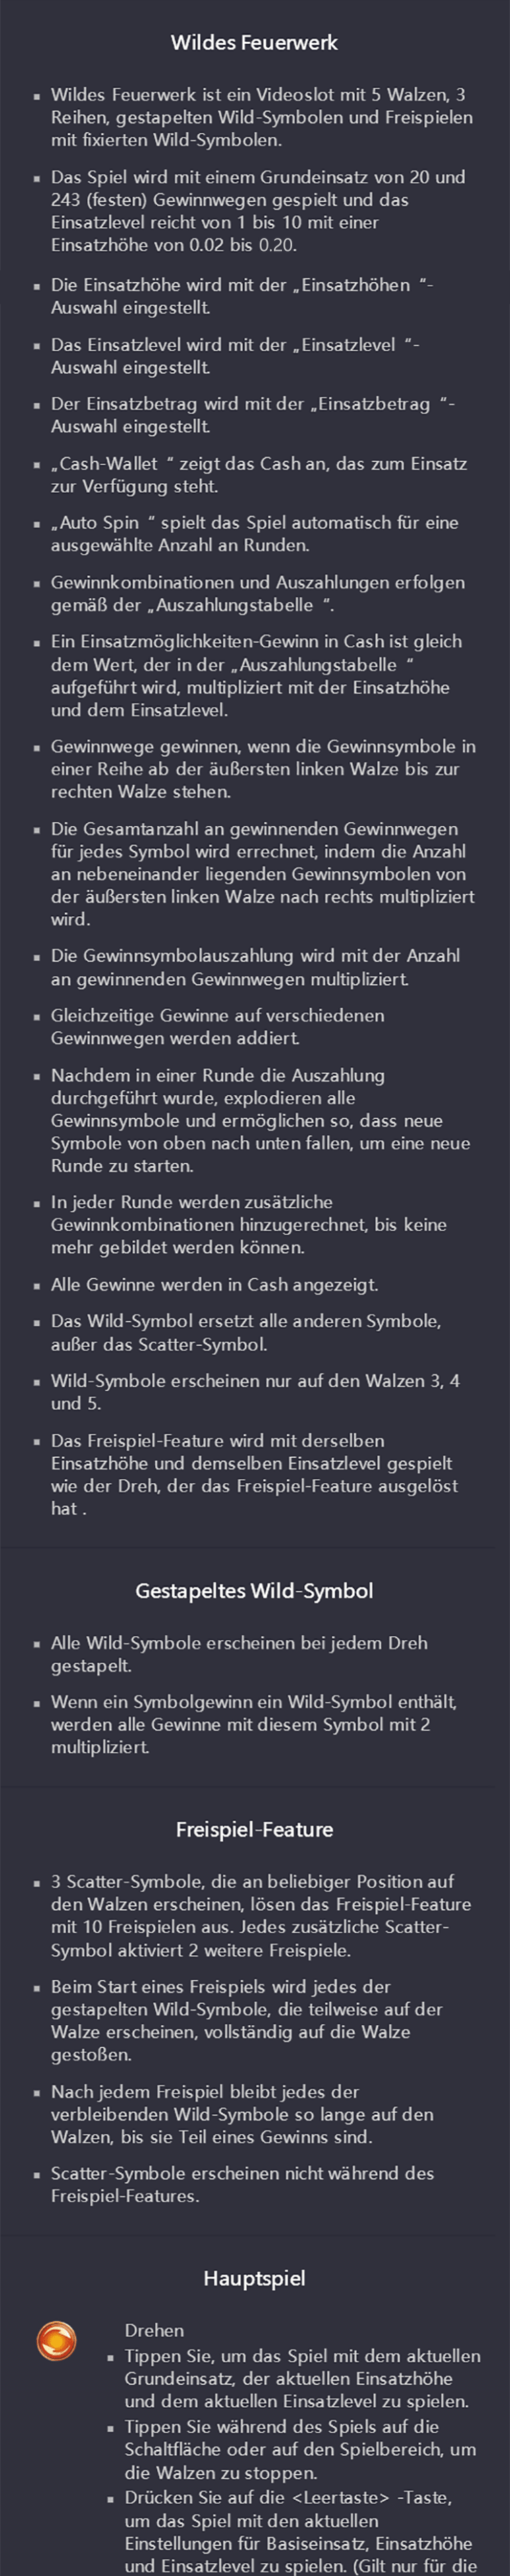 Wildes Feuerwerk
Wildes Feuerwerk ist ein Videoslot mit 5 Walzen, 3
Reihen, gestapelten Wild-Symbolen und Freispielen
mit fixierten Wild-Symbolen.
Das Spiel wird mit einem Grundeinsatz von 20 und
243 (festen) Gewinnwegen gespielt und das
Einsatzlevel reicht von 1 bis 10 mit einer
Einsatzhöhe von 0.02 bis 0.20.
Die Einsatzhöhe wird mit der „Einsatzhöhen “-
Auswahl eingestellt.
Das Einsatzlevel wird mit der „Einsatzlevel “-
Auswahl eingestellt.
Der Einsatzbetrag wird mit der „Einsatzbetrag “-
Auswahl eingestellt.
„Cash-Wallet “ zeigt das Cash an, das zum Einsatz
zur Verfügung steht.
„Auto Spin “ spielt das Spiel automatisch für eine
ausgewählte Anzahl an Runden.
Gewinnkombinationen und Auszahlungen erfolgen
gemäß der „Auszahlungstabelle “.
Ein Einsatzmöglichkeiten-Gewinn in Cash ist gleich
dem Wert, der in der „Auszahlungstabelle “
aufgeführt wird, multipliziert mit der Einsatzhöhe
und dem Einsatzlevel.
Gewinnwege gewinnen, wenn die Gewinnsymbole in
einer Reihe ab der äußersten linken Walze bis zur
rechten Walze stehen.
Die Gesamtanzahl an gewinnenden Gewinnwegen
für jedes Symbol wird errechnet, indem die Anzahl
an nebeneinander liegenden Gewinnsymbolen von
der äußersten linken Walze nach rechts multipliziert
wird.
Die Gewinnsymbolauszahlung wird mit der Anzahl
an gewinnenden Gewinnwegen multipliziert.
Gleichzeitige Gewinne auf verschiedenen
Gewinnwegen werden addiert.
Nachdem in einer Runde die Auszahlung
durchgeführt wurde, explodieren alle
Gewinnsymbole und ermöglichen so, dass neue
Symbole von oben nach unten fallen, um eine neue
Runde zu starten.
In jeder Runde werden zusätzliche
Gewinnkombinationen hinzugerechnet, bis keine
mehr gebildet werden können.
Alle Gewinne werden in Cash angezeigt.
Das Wild-Symbol ersetzt alle anderen Symbole,
außer das Scatter-Symbol.
Wild-Symbole erscheinen nur auf den Walzen 3, 4
und 5.
Das Freispiel-Feature wird mit derselben
Einsatzhöhe und demselben Einsatzlevel gespielt
wie der Dreh, der das Freispiel-Feature ausgelöst
hat .
Gestapeltes Wild-Symbol
Alle Wild-Symbole erscheinen bei jedem Dreh
gestapelt.
Wenn ein Symbolgewinn ein Wild-Symbol enthält,
werden alle Gewinne mit diesem Symbol mit 2
multipliziert.
Freispiel-Feature
3 Scatter-Symbole, die an beliebiger Position auf
den Walzen erscheinen, lösen das Freispiel-Feature
mit 10 Freispielen aus. Jedes zusätzliche Scatter-
Symbol aktiviert 2 weitere Freispiele.
Beim Start eines Freispiels wird jedes der
gestapelten Wild-Symbole, die teilweise auf der
Walze erscheinen, vollständig auf die Walze
gestoßen.
Nach jedem Freispiel bleibt jedes der
verbleibenden Wild-Symbole so lange auf den
Walzen, bis sie Teil eines Gewinns sind.
Scatter-Symbole erscheinen nicht während des
Freispiel-Features.
Hauptspiel
Drehen
Tippen Sie, um das Spiel mit dem aktuellen
Grundeinsatz, der aktuellen Einsatzhöhe
und dem aktuellen Einsatzlevel zu spielen.
Tippen Sie während des Spiels auf die
Schaltfläche oder auf den Spielbereich, um
die Walzen zu stoppen.
Drücken Sie auf die <Leertaste> -Taste,
um das Spiel mit den aktuellen
Einstellungen für Basiseinsatz, Einsatzhöhe
und Einsatzlevel zu spielen. (Gilt nur für die